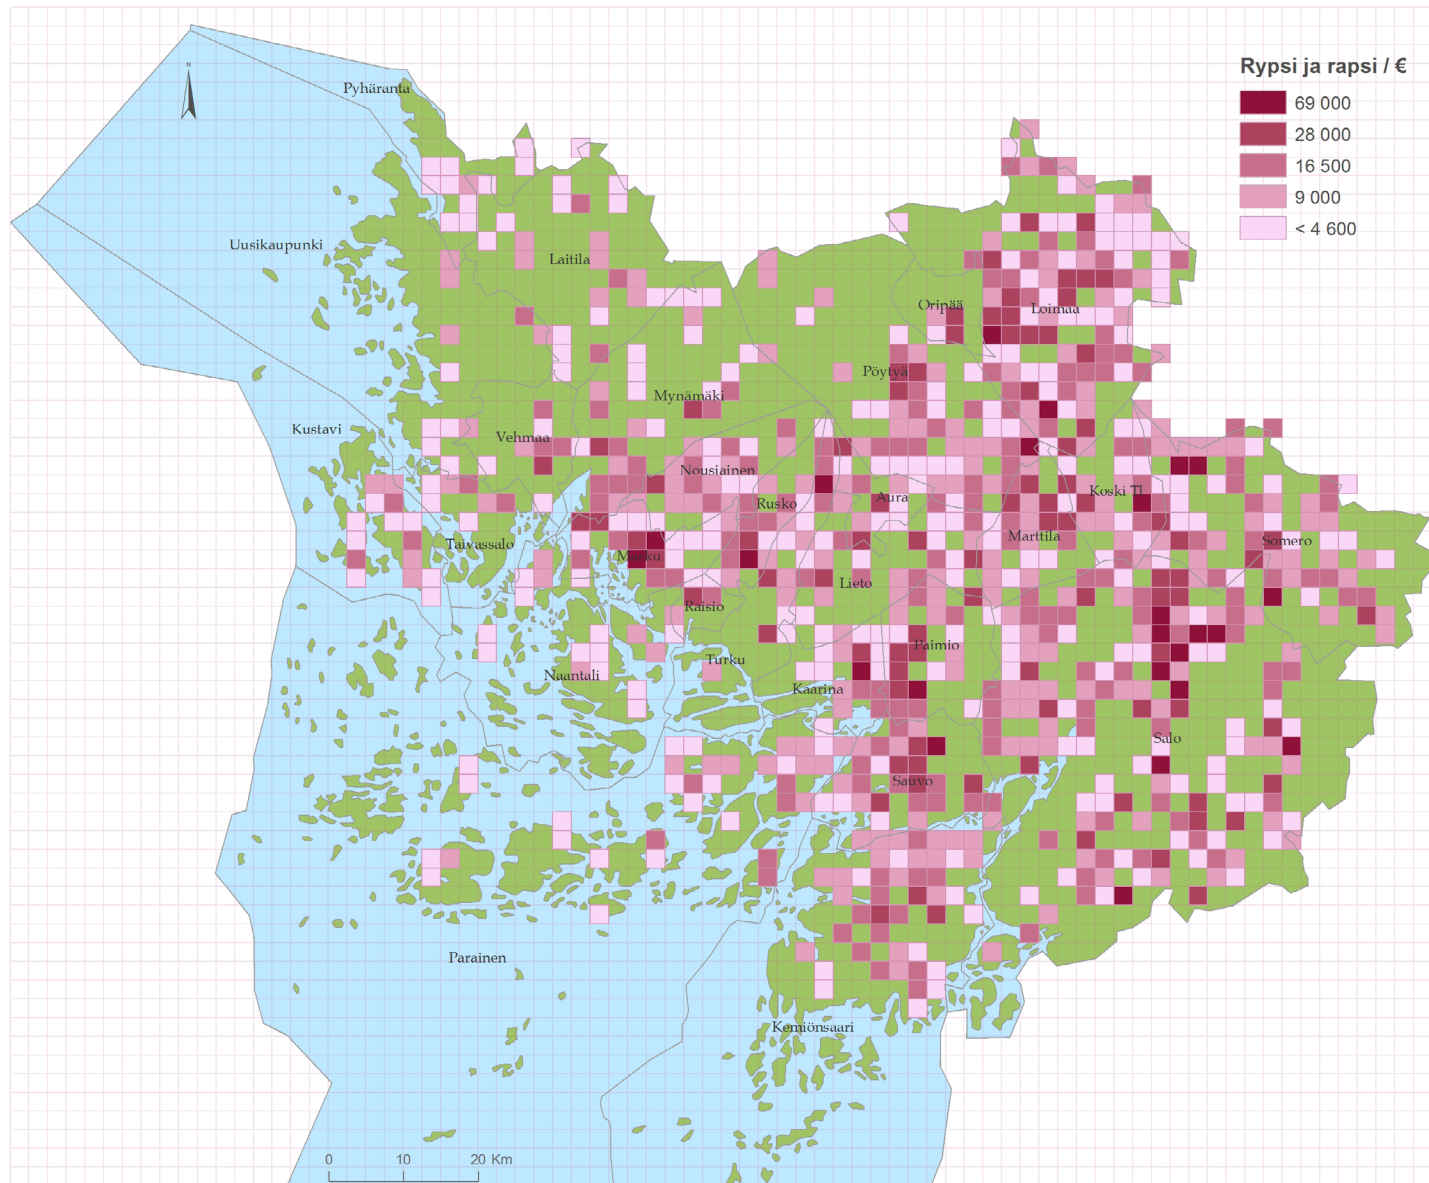 N
Rypsi ja rapsi / €
69 000
28 000
16 500
9 000
< 4 600
Pyhäranta
Uusikaupunki
Laitila
Oripää
Loimaa
Pöytyä
Mynämäki
Kustavi
Vehmaa
Nousiainen
Rusko
Aura
Koski Tl
Taivassalo
Masku
Marttila
Somero
Lieto
Raisio
Turku
Paimio
Naantali
Kaarina
Salo
Sauvo
Parainen
Kemiönsaari
0 10 20 Km